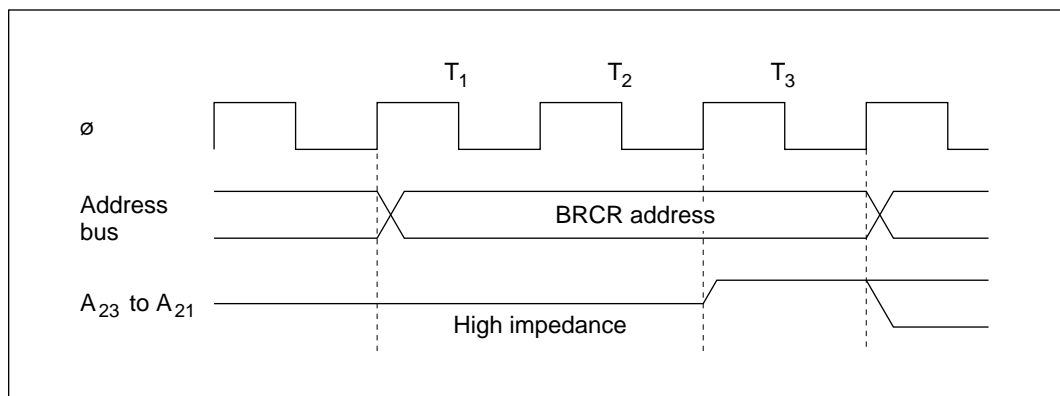 T1 T2 T3
ø
Address
bus
BRCR address
A23 to A21
High impedance